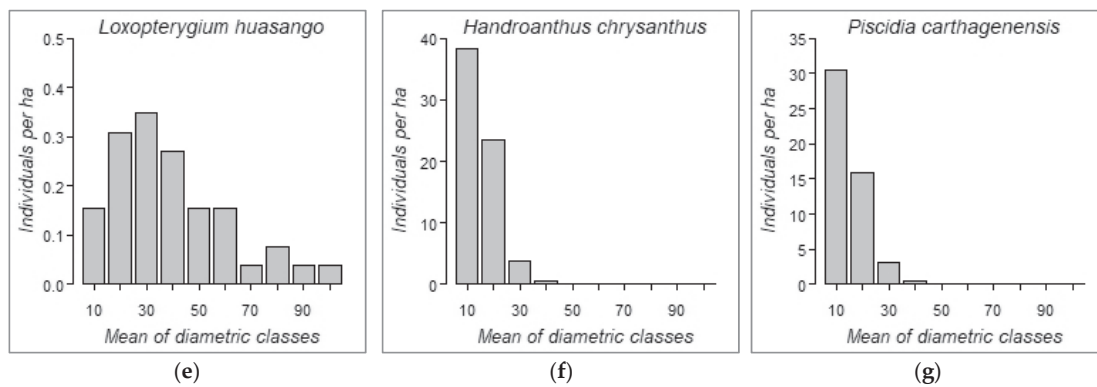 Loxopterygium huasango
0.5
0.4
0.3
0.2
0.1
0.0
Individuals per ha
10 30 50 70 90
Mean of diametric classes
(e)
Handroanthus chrysanthus
40
30
20
10
0
Individuals per ha
10 30 50 70 90
Mean of diametric classes
(f)
Piscidia carthagenensis
35
30
25
20
15
10
5
0
Individuals per ha
10 30 50 70 90
Mean of diametric classes
(g)